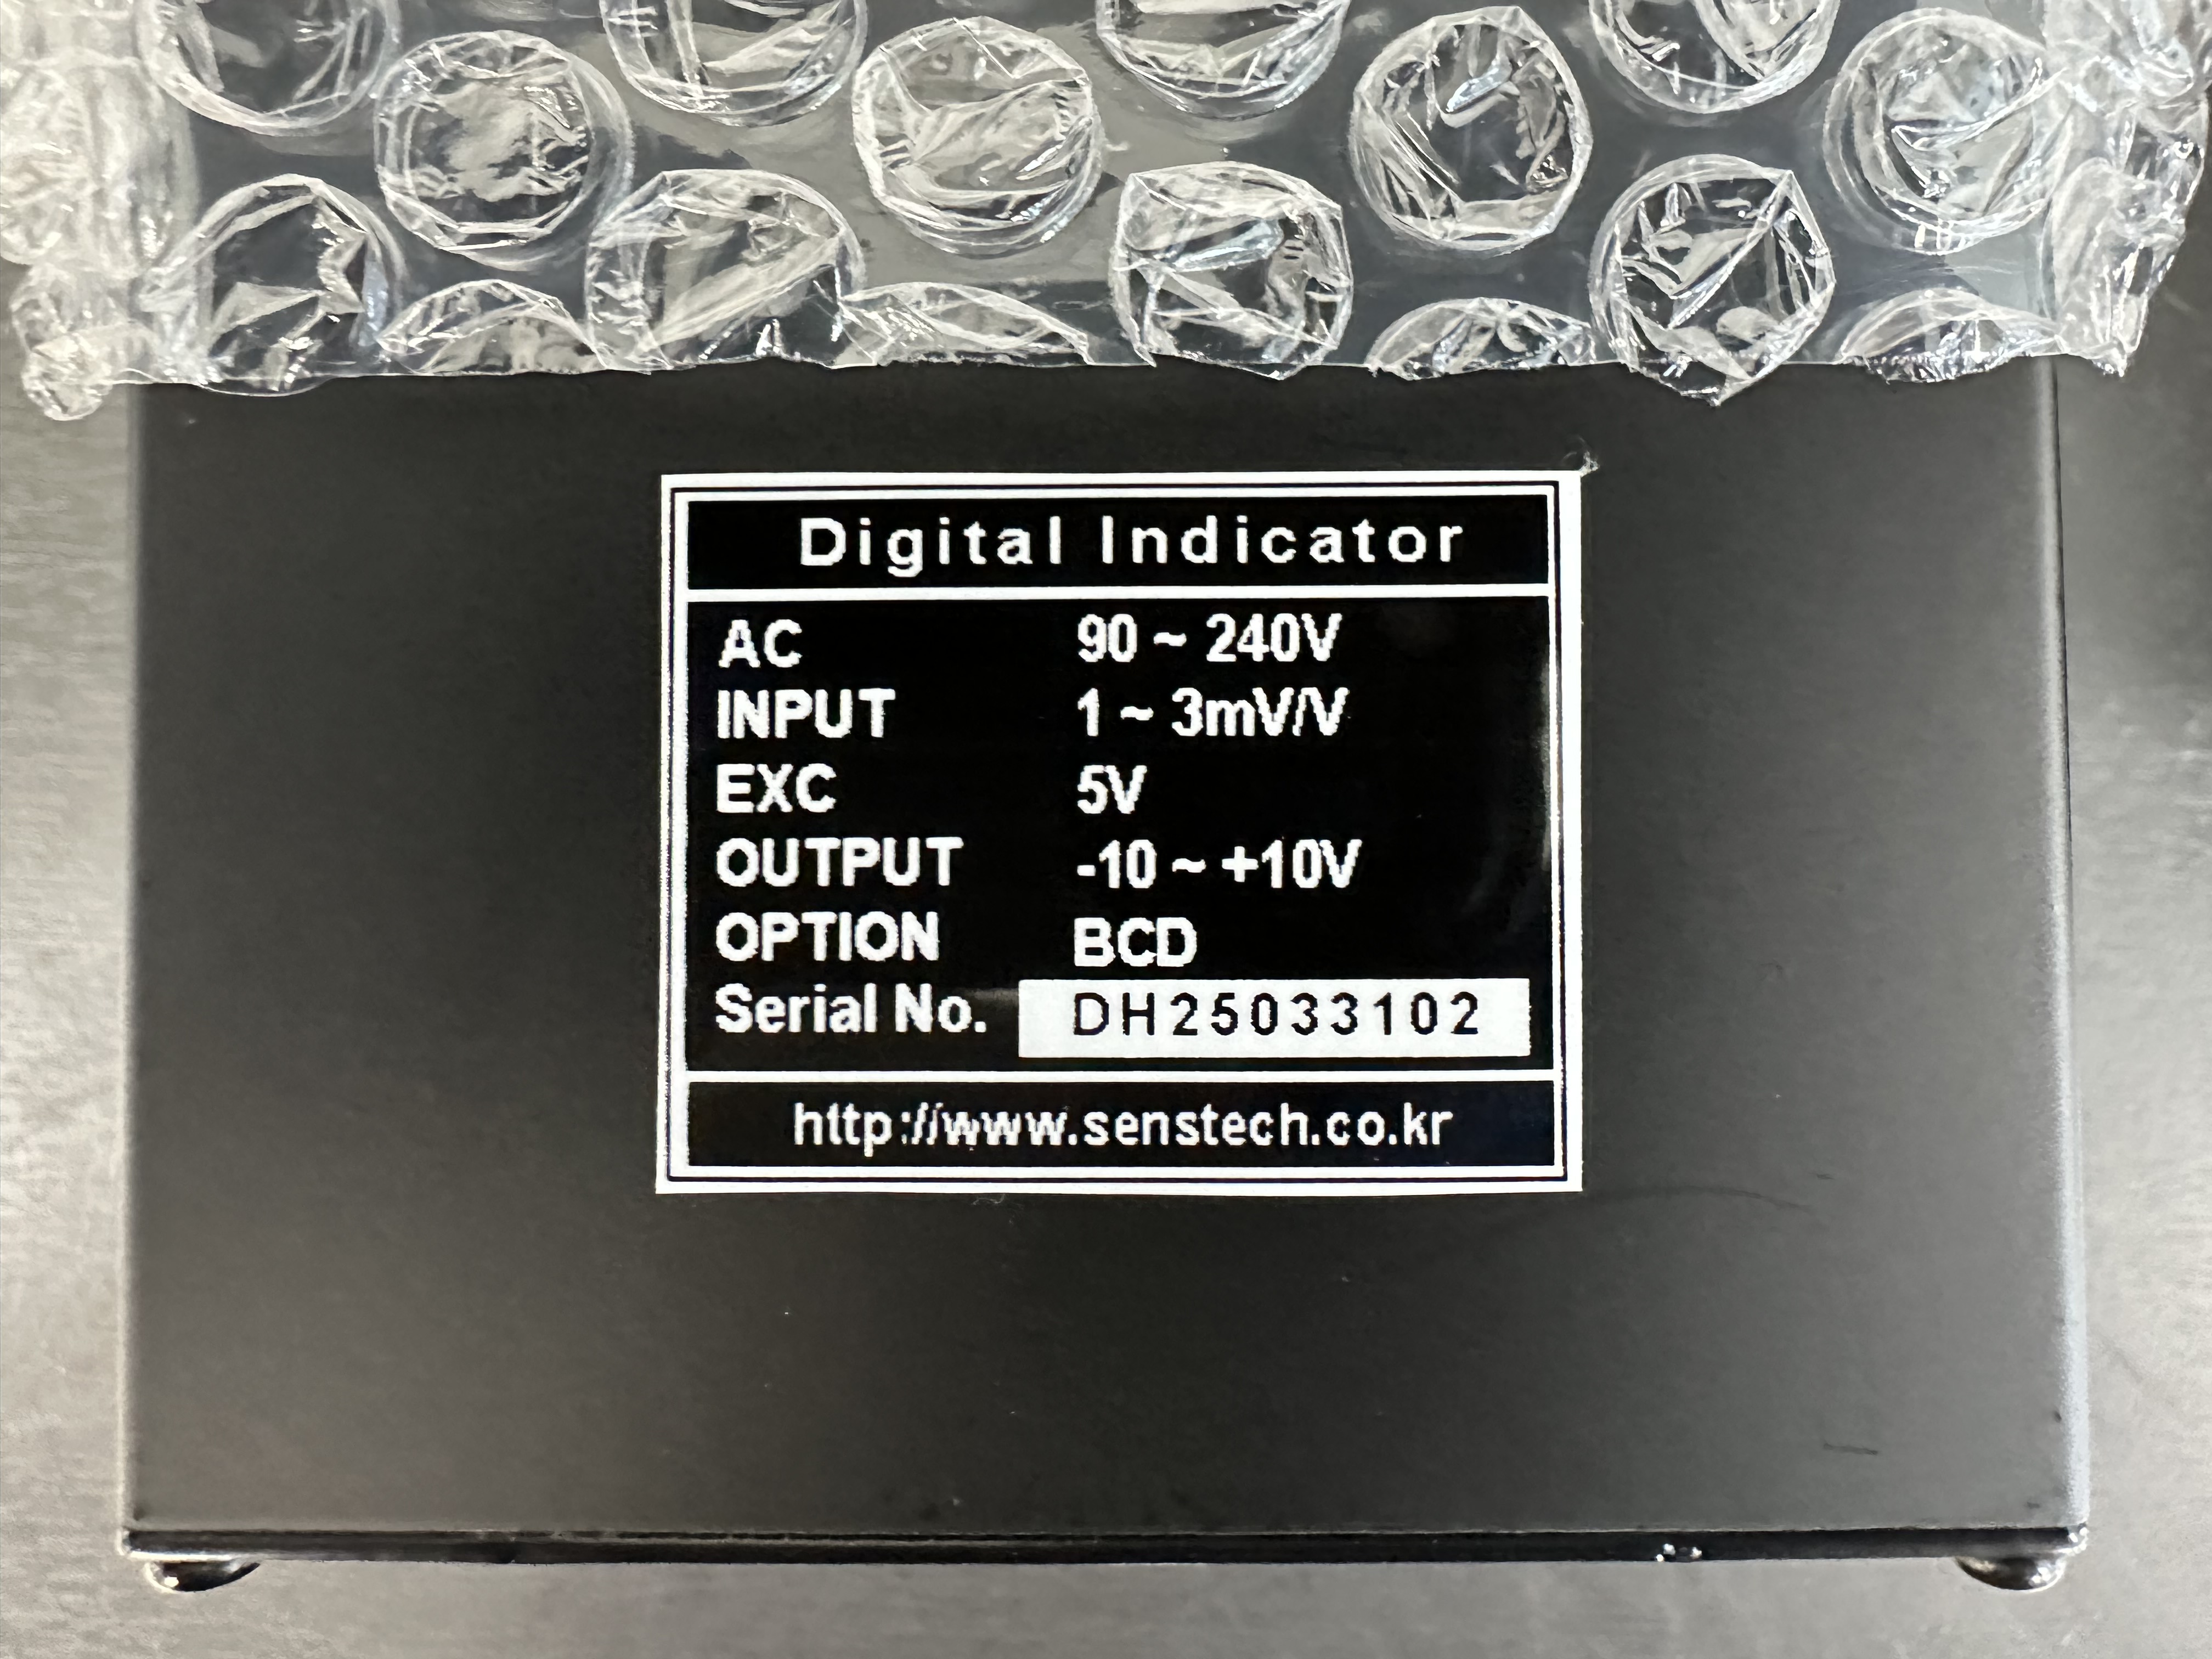 Digital Indicator
AC 90 ~ 240V
INPUT 1 ~ 3mV/V
EXC 5V
OUTPUT -10 ~ +10V
OPTION BCD
Serial No. DH25033102
http://www.senstech.co.kr